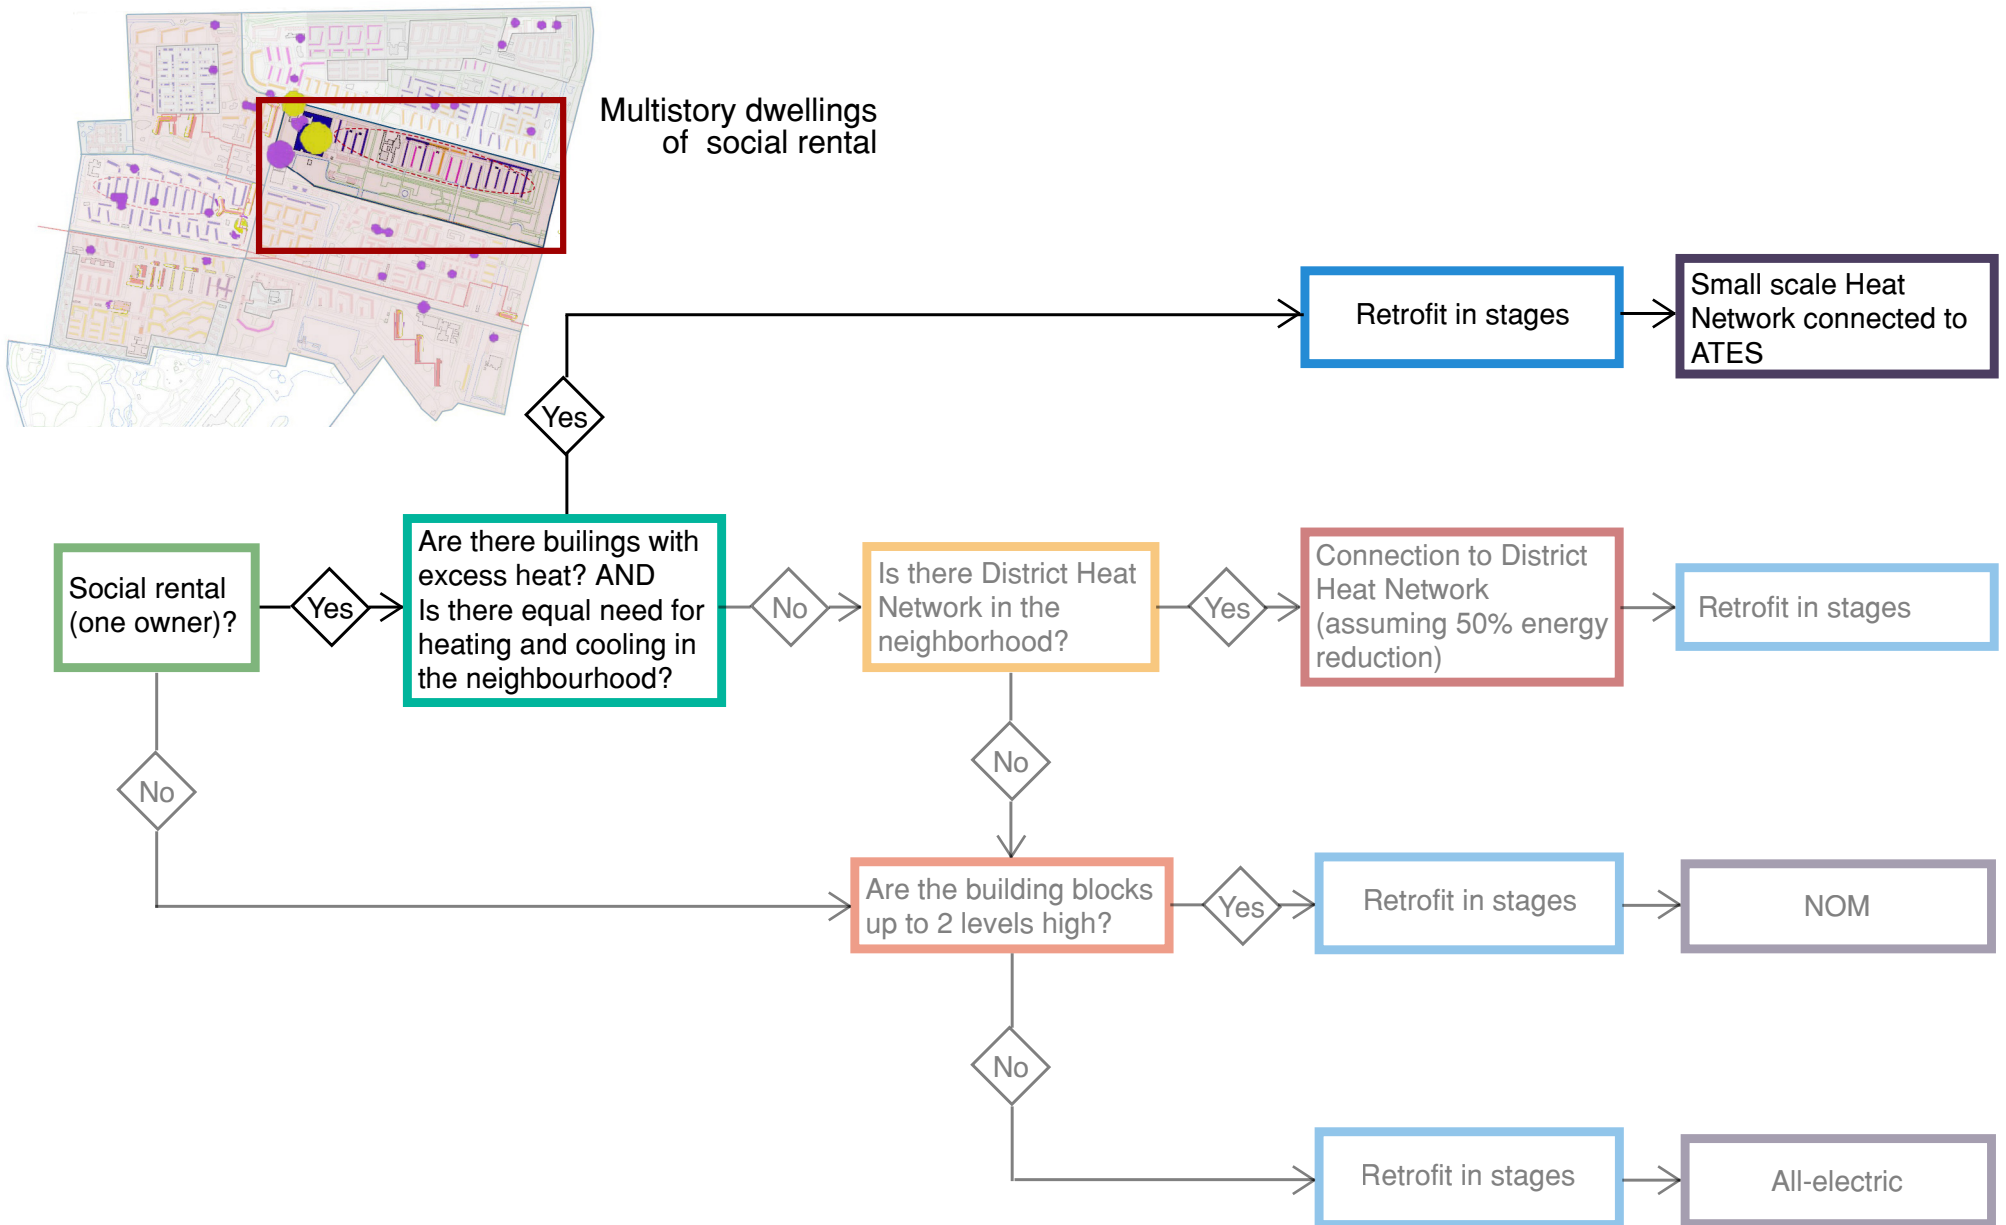 Multistory dwellings
of social rental
Retrofit in stages
Small scale Heat
Network connected to
ATES
Yes
Social rental
(one owner)?
Yes
Are there builings with
excess heat? AND
Is there equal need for
heating and cooling in
the neighbourhood?
No
Is there District Heat
Network in the
neighborhood?
Yes
Connection to District
Heat Network
(assuming 50% energy
reduction)
Retrofit in stages
No
No
Are the building blocks
up to 2 levels high?
Yes
Retrofit in stages
NOM
No
Retrofit in stages
All-electric